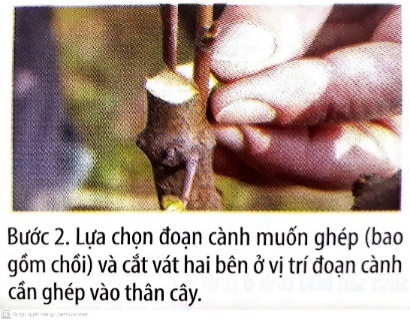 Bước 2. Lựa chọn đoạn cành muốn ghép (bao
gồm chồi) và cắt vát hai bên ở vị trí đoạn cành
cần ghép vào thân cây.